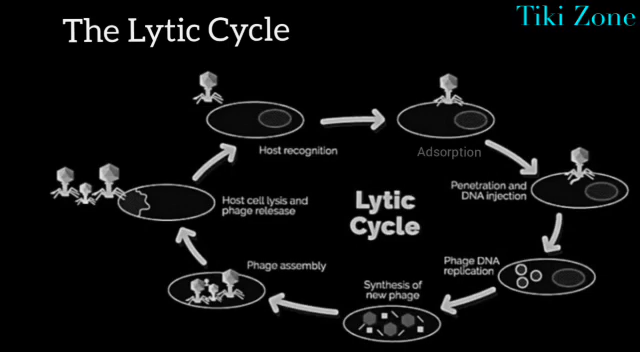 Tiki Zone
The Lytic Cycle
Host recognition
Adsorption
Penetration and
DNA injection
Phage DNA
replication
Synthesis of
new phage
Phage assembly
Host cell lysis and
phage relesase
Lytic
Cycle